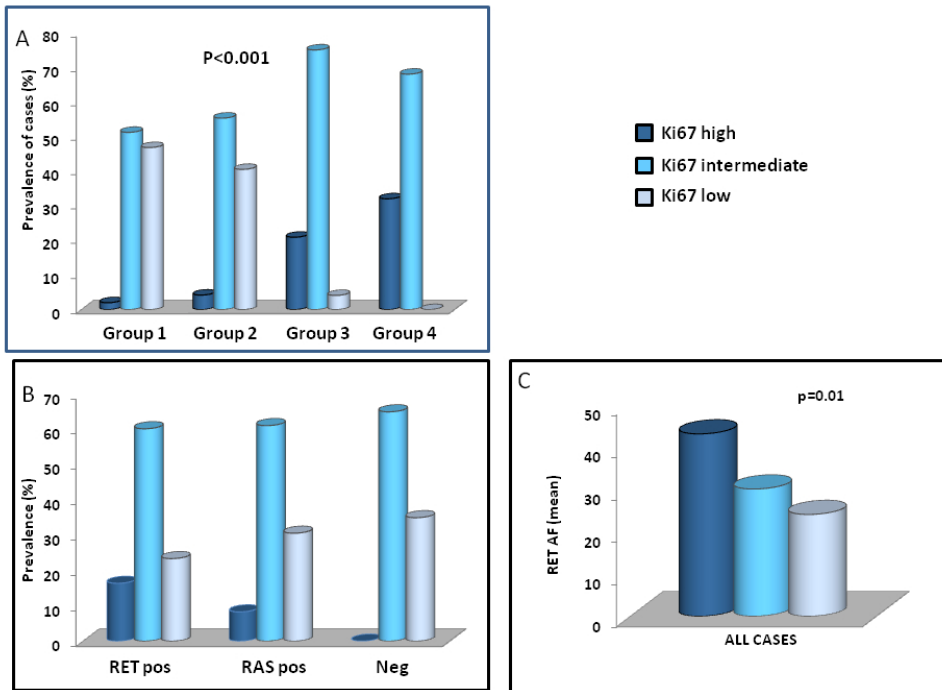 A
P<0.001
Prevalence of cases (%)
80
70
60
50
40
30
20
10
0
Group 1 Group 2 Group 3 Group 4
Ki67 high
Ki67 intermediate
Ki67 low
B
Prevalence (%)
70
60
50
40
30
20
10
0
RET pos RAS pos Neg
C
p=0.01
RET AF (mean)
50
40
30
20
10
0
ALL CASES